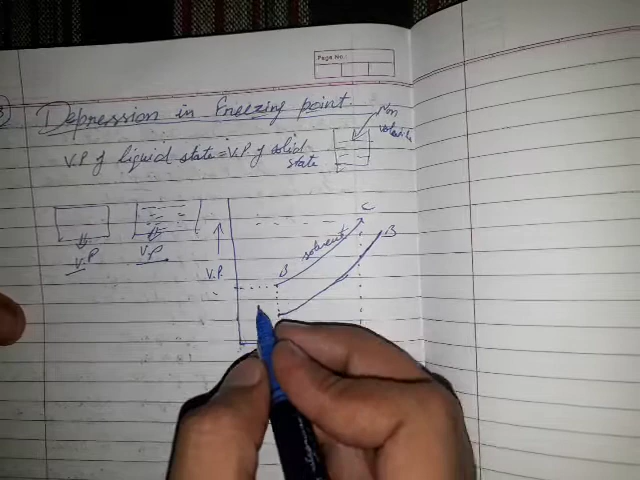 Page No
Depression in Freezing point
Non
volatile
V.P of liquid state = V.P of solid
state
V.P
V.P
V.P.
solvent
C
B